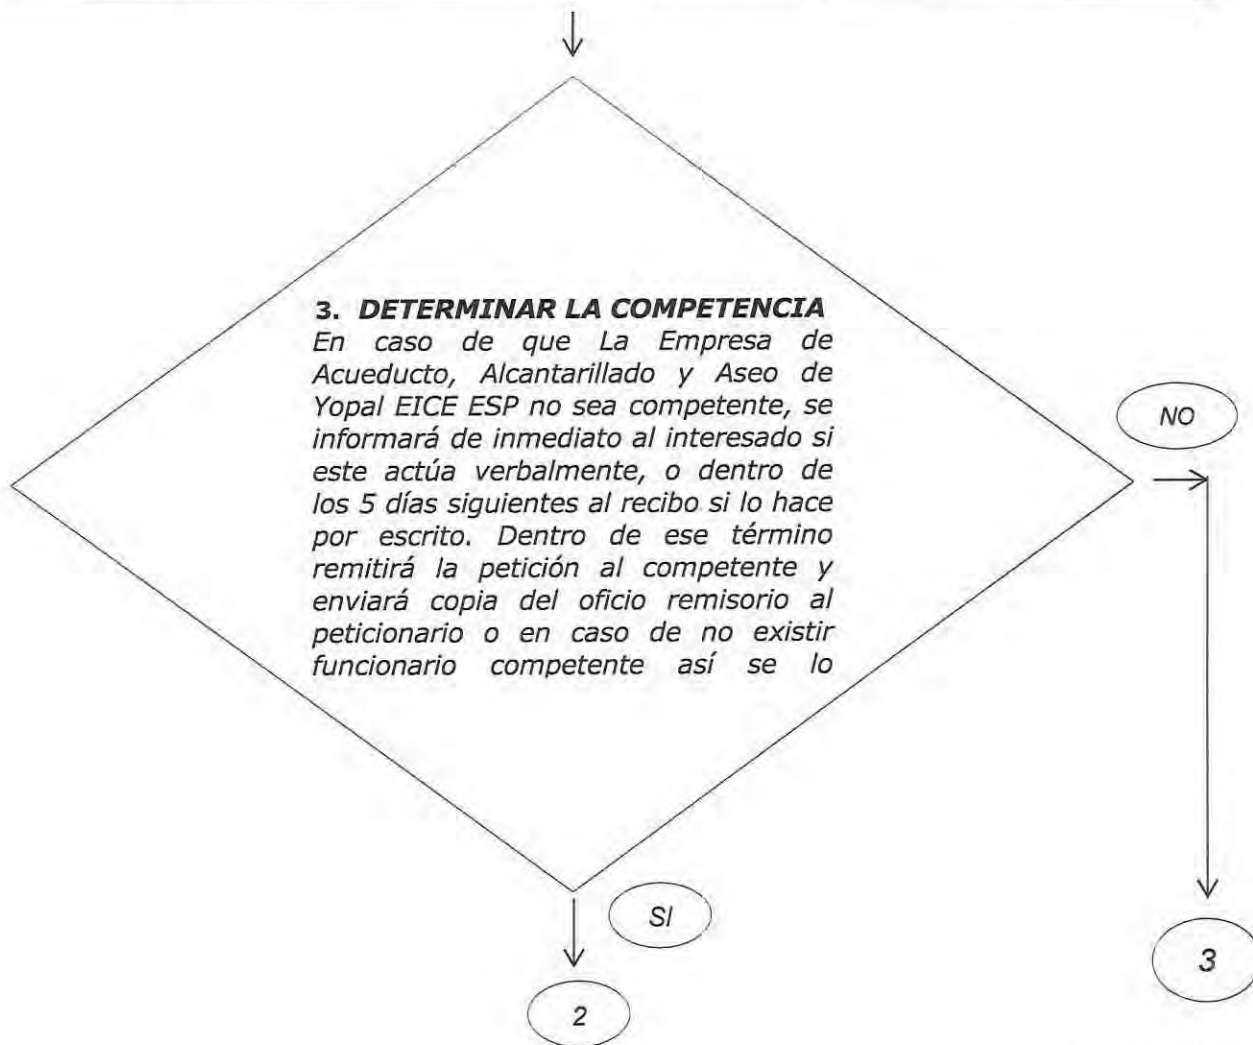 3. DETERMINAR LA COMPETENCIA
En caso de que La Empresa de
Acueducto, Alcantarillado y Aseo de
Yopal EICE ESP no sea competente, se
informará de inmediato al interesado si
este actúa verbalmente, o dentro de
los 5 días siguientes al recibo si lo hace
por escrito. Dentro de ese término
remitirá la petición al competente y
enviará copia del oficio remisorio al
peticionario o en caso de no existir
funcionario competente así se lo
NO
SI
3
2